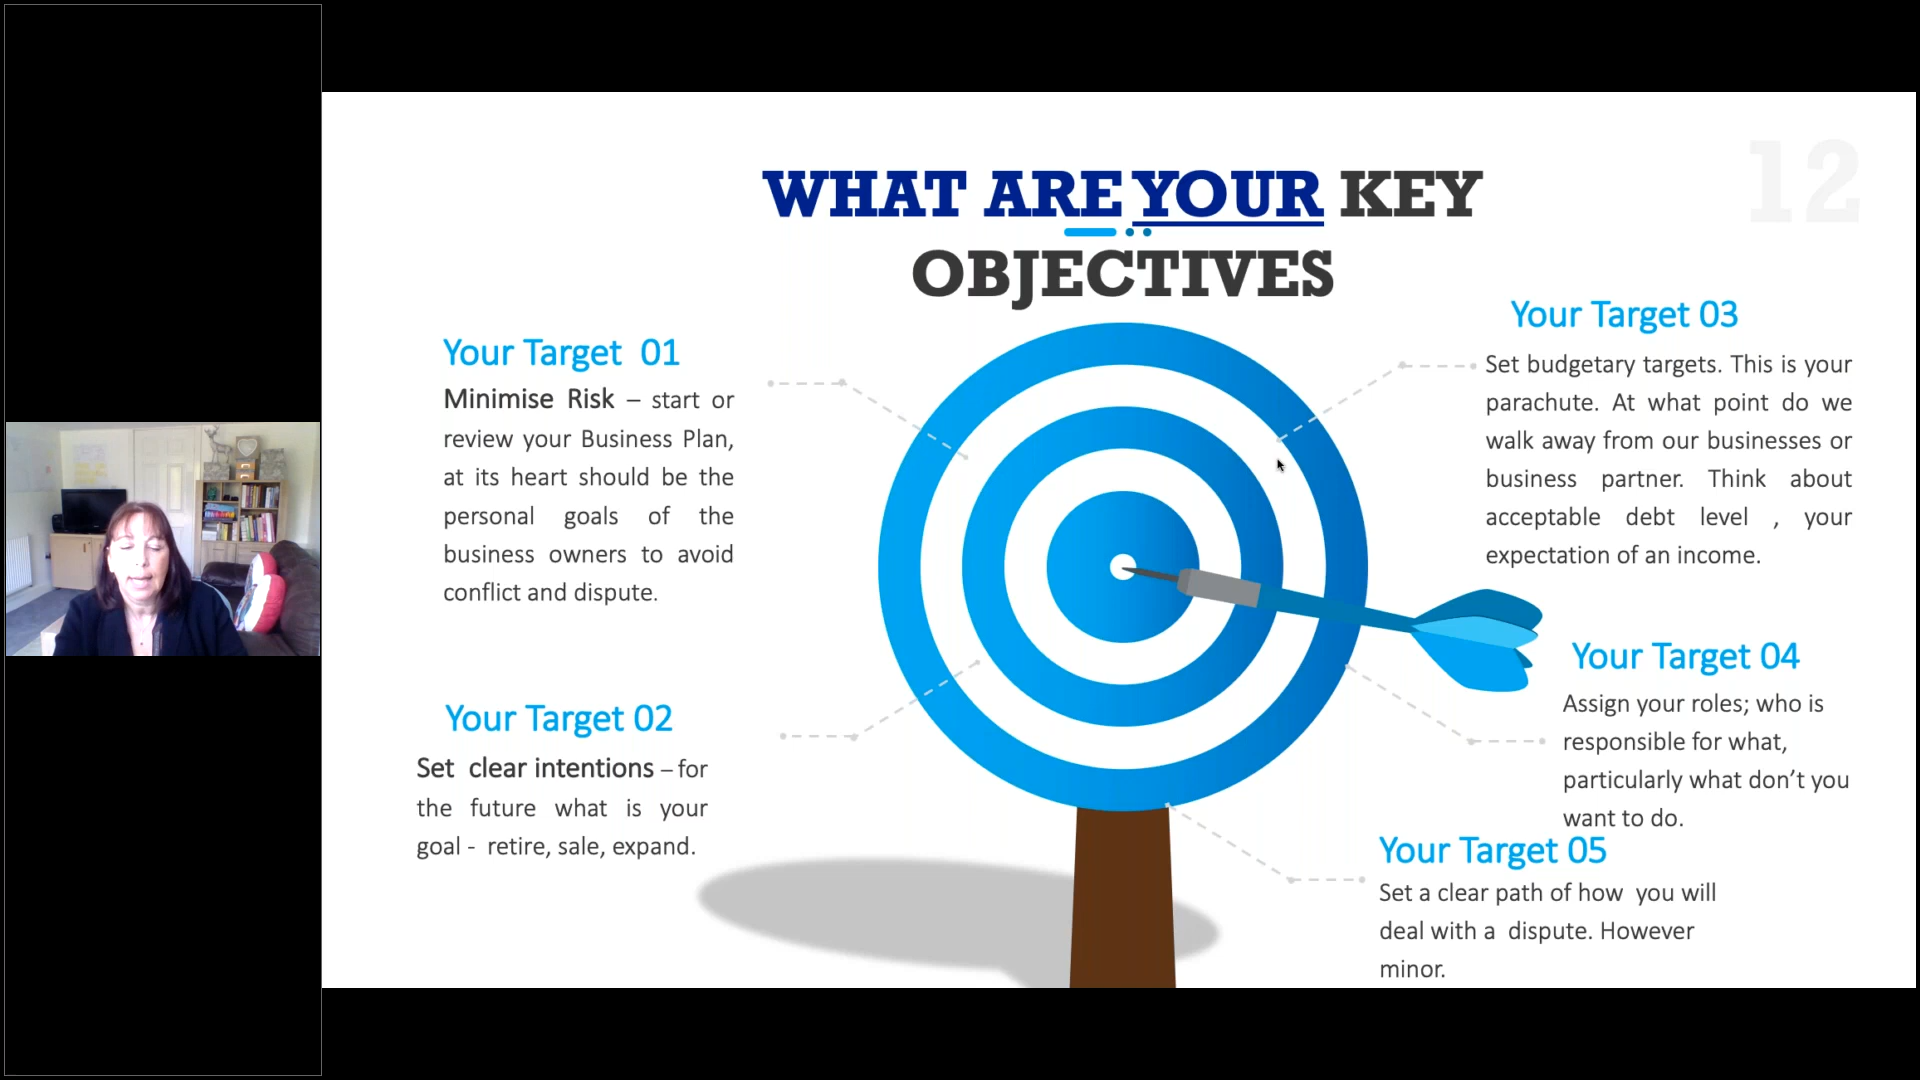 12
WHAT ARE YOUR KEY
OBJECTIVES
Your Target  01
Minimise Risk – start or
review your Business Plan,
at its heart should be the
personal goals of the
business owners to avoid
conflict and dispute.
Your Target 02
Set  clear intentions – for
the future what is your
goal -  retire, sale, expand.
Your Target 03
Set budgetary targets. This is your
parachute. At what point do we
walk away from our businesses or
business partner. Think about
acceptable debt level , your
expectation of an income.
Your Target 04
Assign your roles; who is
responsible for what,
particularly what don’t you
want to do.
Your Target 05
Set a clear path of how  you will
deal with a  dispute. However
minor.